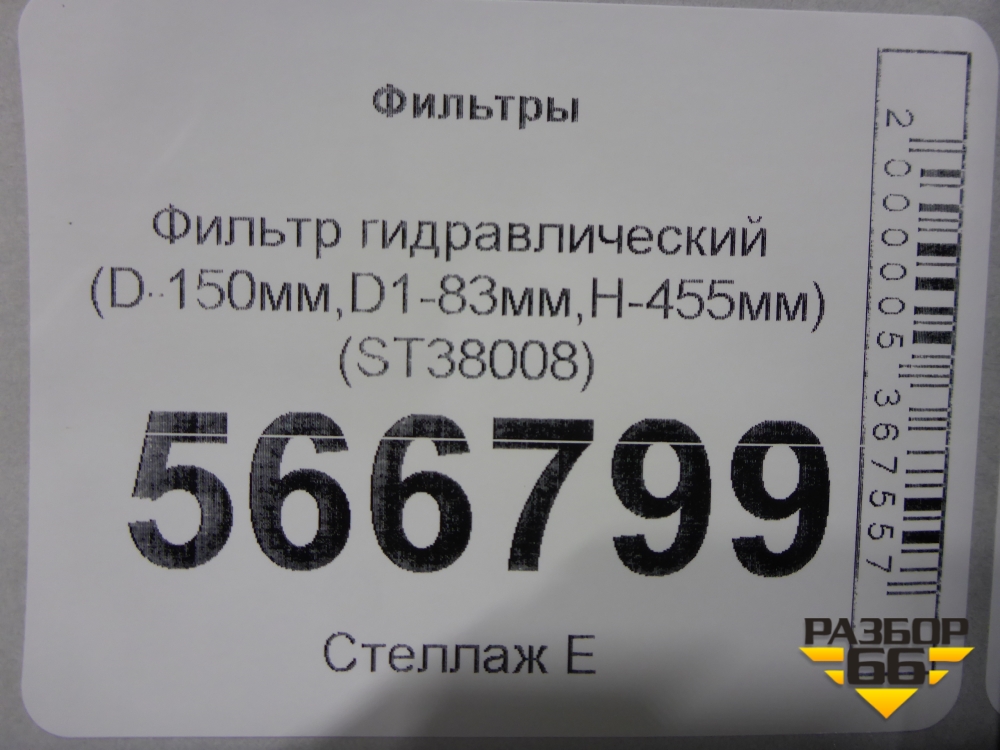 Фильтры
Фильтр гидравлический
(D-150мм,D1-83мм,H-455мм)
(ST38008)
566799
Стеллаж Е
2000005367557
РАЗБОР
66